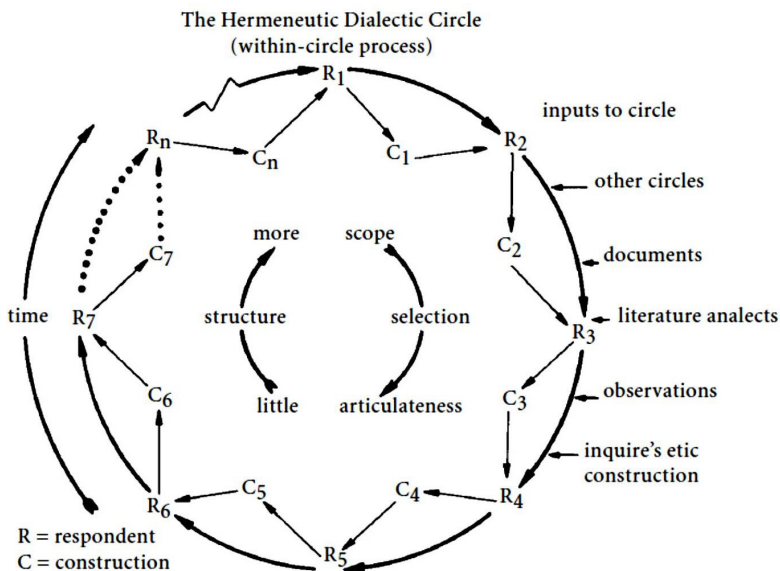 The Hermeneutic Dialectic Circle
(within-circle process)
R1
inputs to circle
Rn
R2
Cn
C1
other circles
more
scope
C7
C2
documents
time
R7
structure
selection
R3
literature analects
C6
C3
observations
little
articulateness
inquire's etic
construction
R6
C5
C4
R4
R5
R = respondent
C = construction